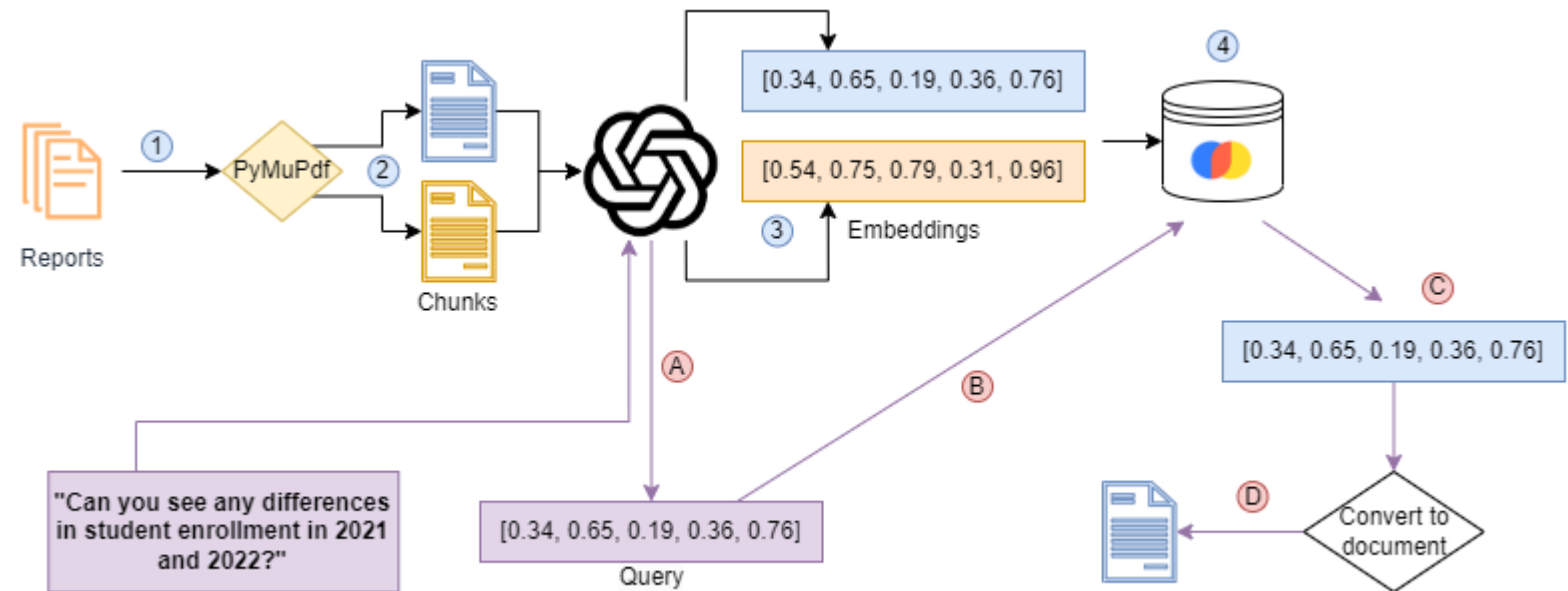 4
[0.34, 0.65, 0.19, 0.36, 0.76]
1
PyMuPdf
2
[0.54, 0.75, 0.79, 0.31, 0.96]
3
Embeddings
Reports
Chunks
C
[0.34, 0.65, 0.19, 0.36, 0.76]
A
B
"Can you see any differences
in student enrollment in 2021
and 2022?"
[0.34, 0.65, 0.19, 0.36, 0.76]
Query
D
Convert to
document